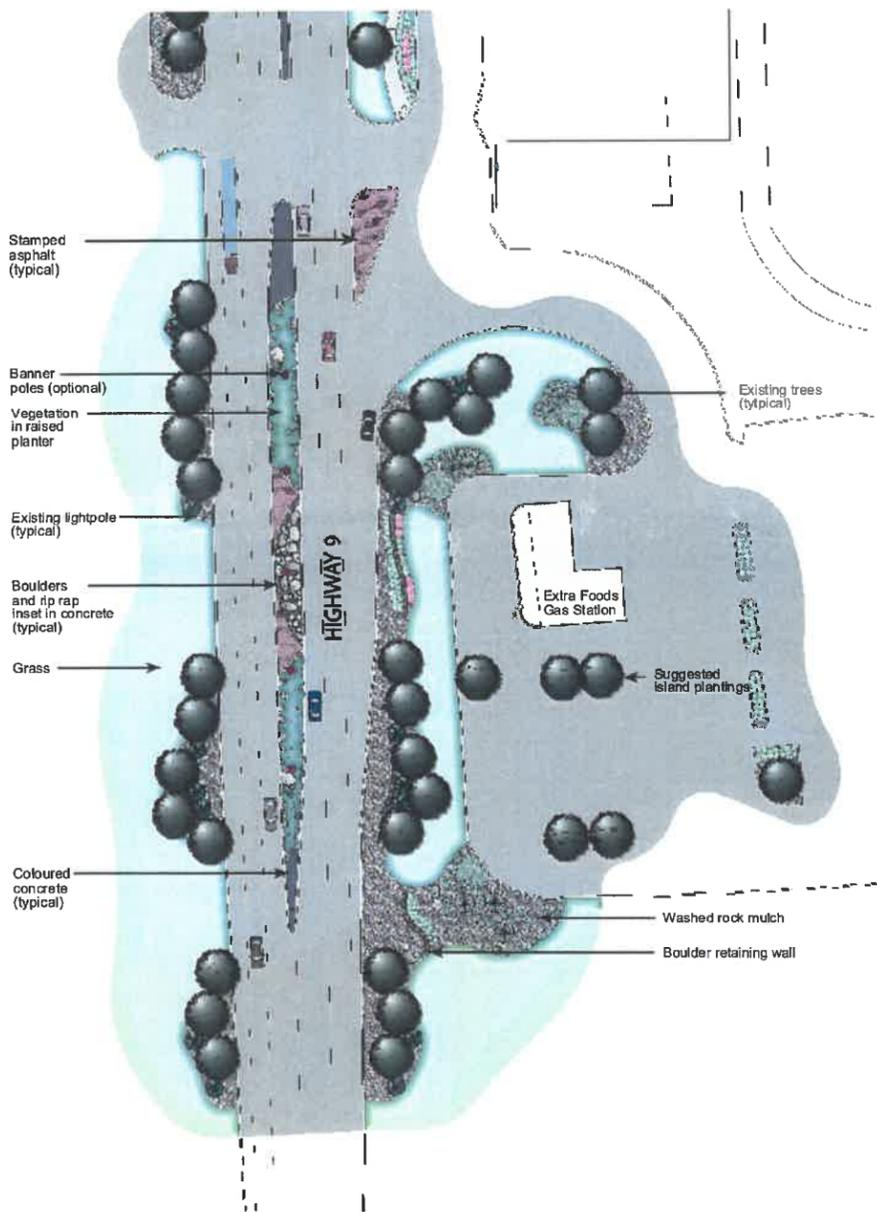 Stamped
asphalt
(typical)
Banner
poles (optional)
Vegetation
in raised
planter
Existing trees
(tytpical)
Existing lightpole
(typical)
HIGHWAY 9
Extra Foods
Gas Station
Boulders
and rip rap
inset in concrete
(typical)
Grass
Suggested
island plantings
Coloured
concrete
(typical)
Washed rock mulch
Boulder retaining wall